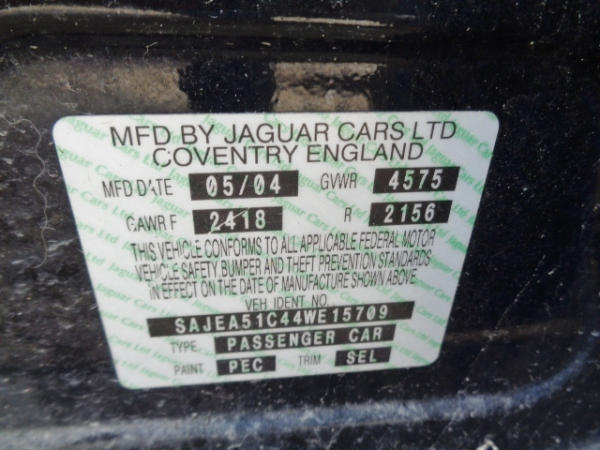 MFD BY JAGUAR CARS LTD
COVENTRY ENGLAND
MFD DATE 05/04 GVWR 4575
GAWR F 2418 R 2156
THIS VEHICLE CONFORMS TO ALL APPLICABLE FEDERAL MOTOR
VEHICLE SAFETY BUMPER AND THEFT PREVENTION STANDARDS
IN EFFECT ON THE DATE OF MANUFACTURE SHOWN ABOVE
VEH. IDENT NO.
SAJEA51C44WE15709
TYPE PASSENGER CAR
PAINT PEC TRIM SEL